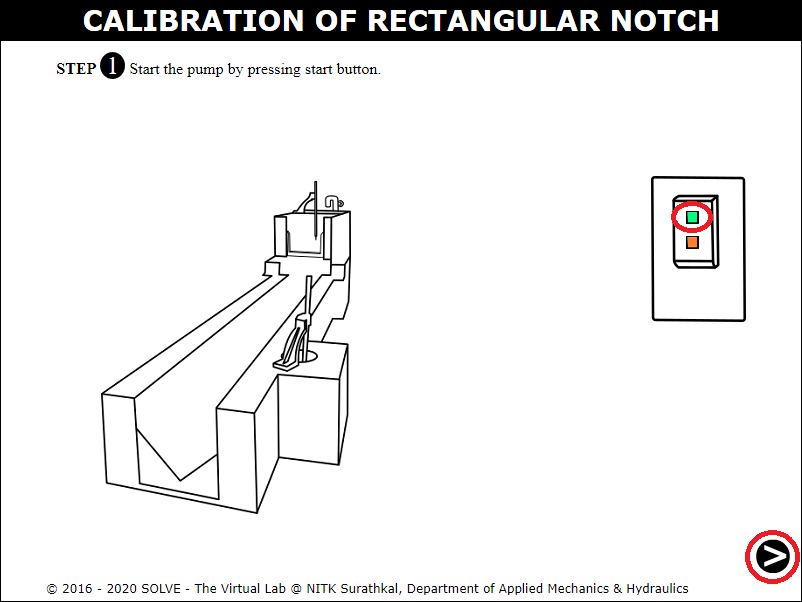 CALIBRATION OF RECTANGULAR NOTCH
STEP 1 Start the pump by pressing start button.
>
© 2016 - 2020 SOLVE - The Virtual Lab @ NITK Surathkal, Department of Applied Mechanics & Hydraulics